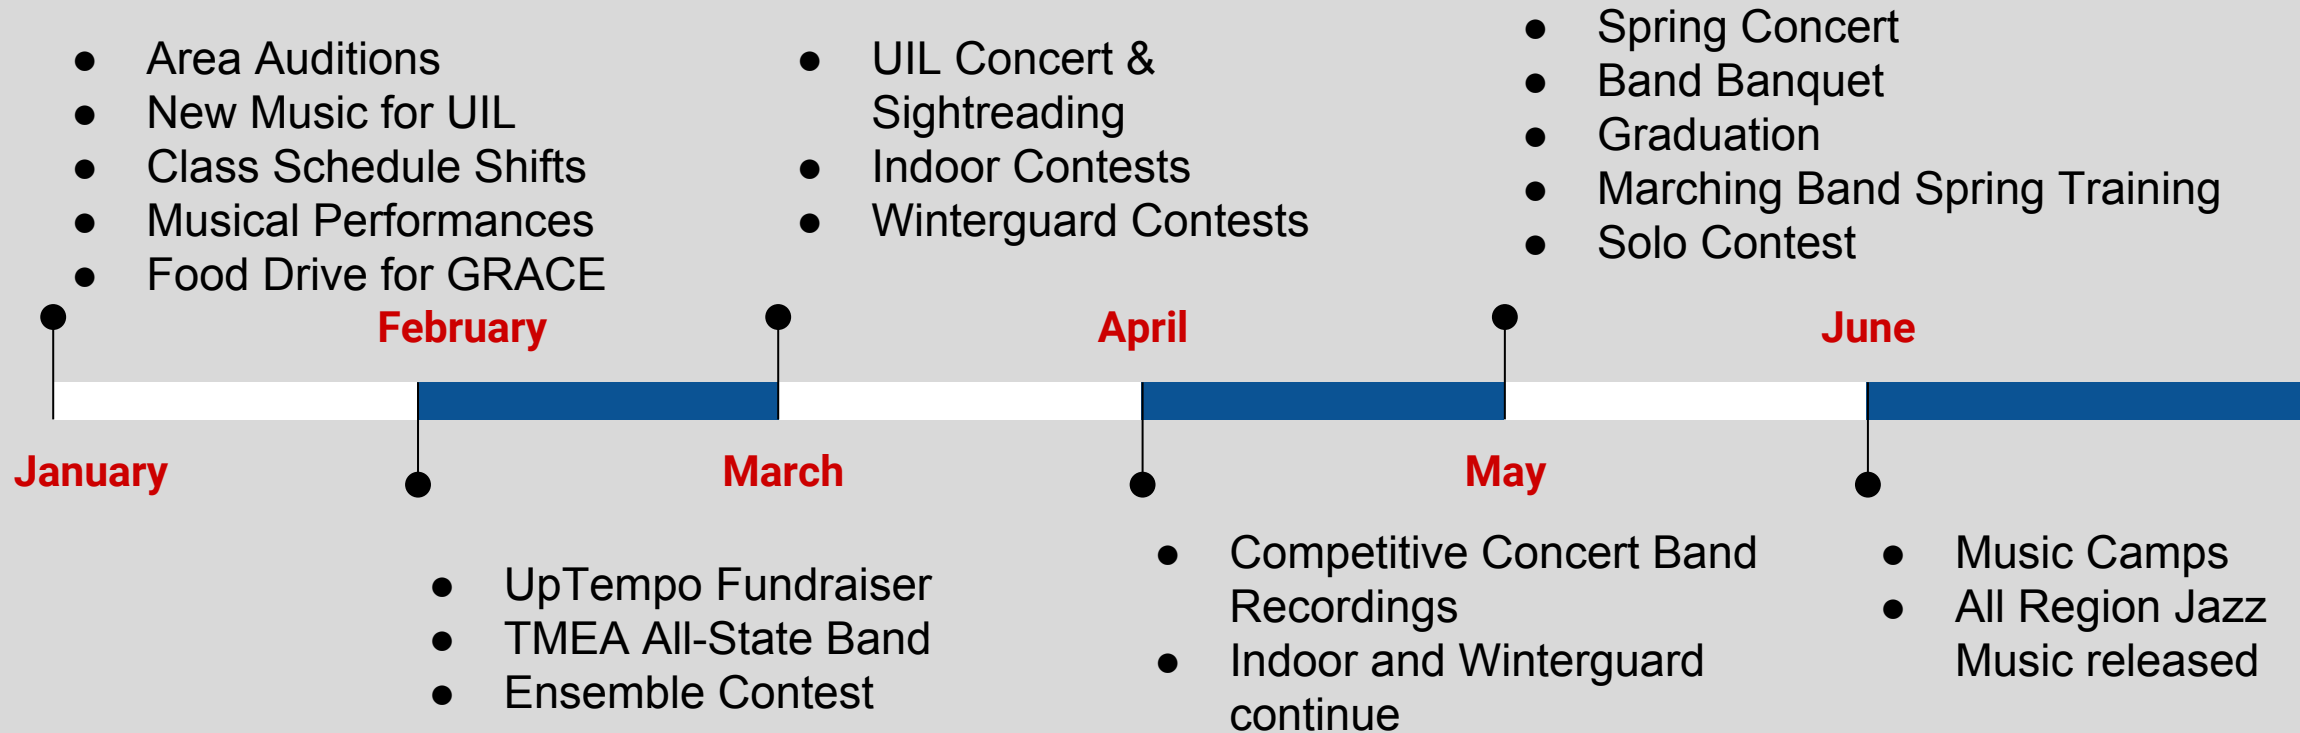 ● Area Auditions
● New Music for UIL
● Class Schedule Shifts
● Musical Performances
● Food Drive for GRACE
● UIL Concert &
Sightreading
● Indoor Contests
● Winterguard Contests
● Spring Concert
● Band Banquet
● Graduation
● Marching Band Spring Training
● Solo Contest
February
April
June
January
March
May
● UpTempo Fundraiser
● TMEA All-State Band
● Ensemble Contest
● Competitive Concert Band
Recordings
● Indoor and Winterguard
continue
● Music Camps
● All Region Jazz
Music released